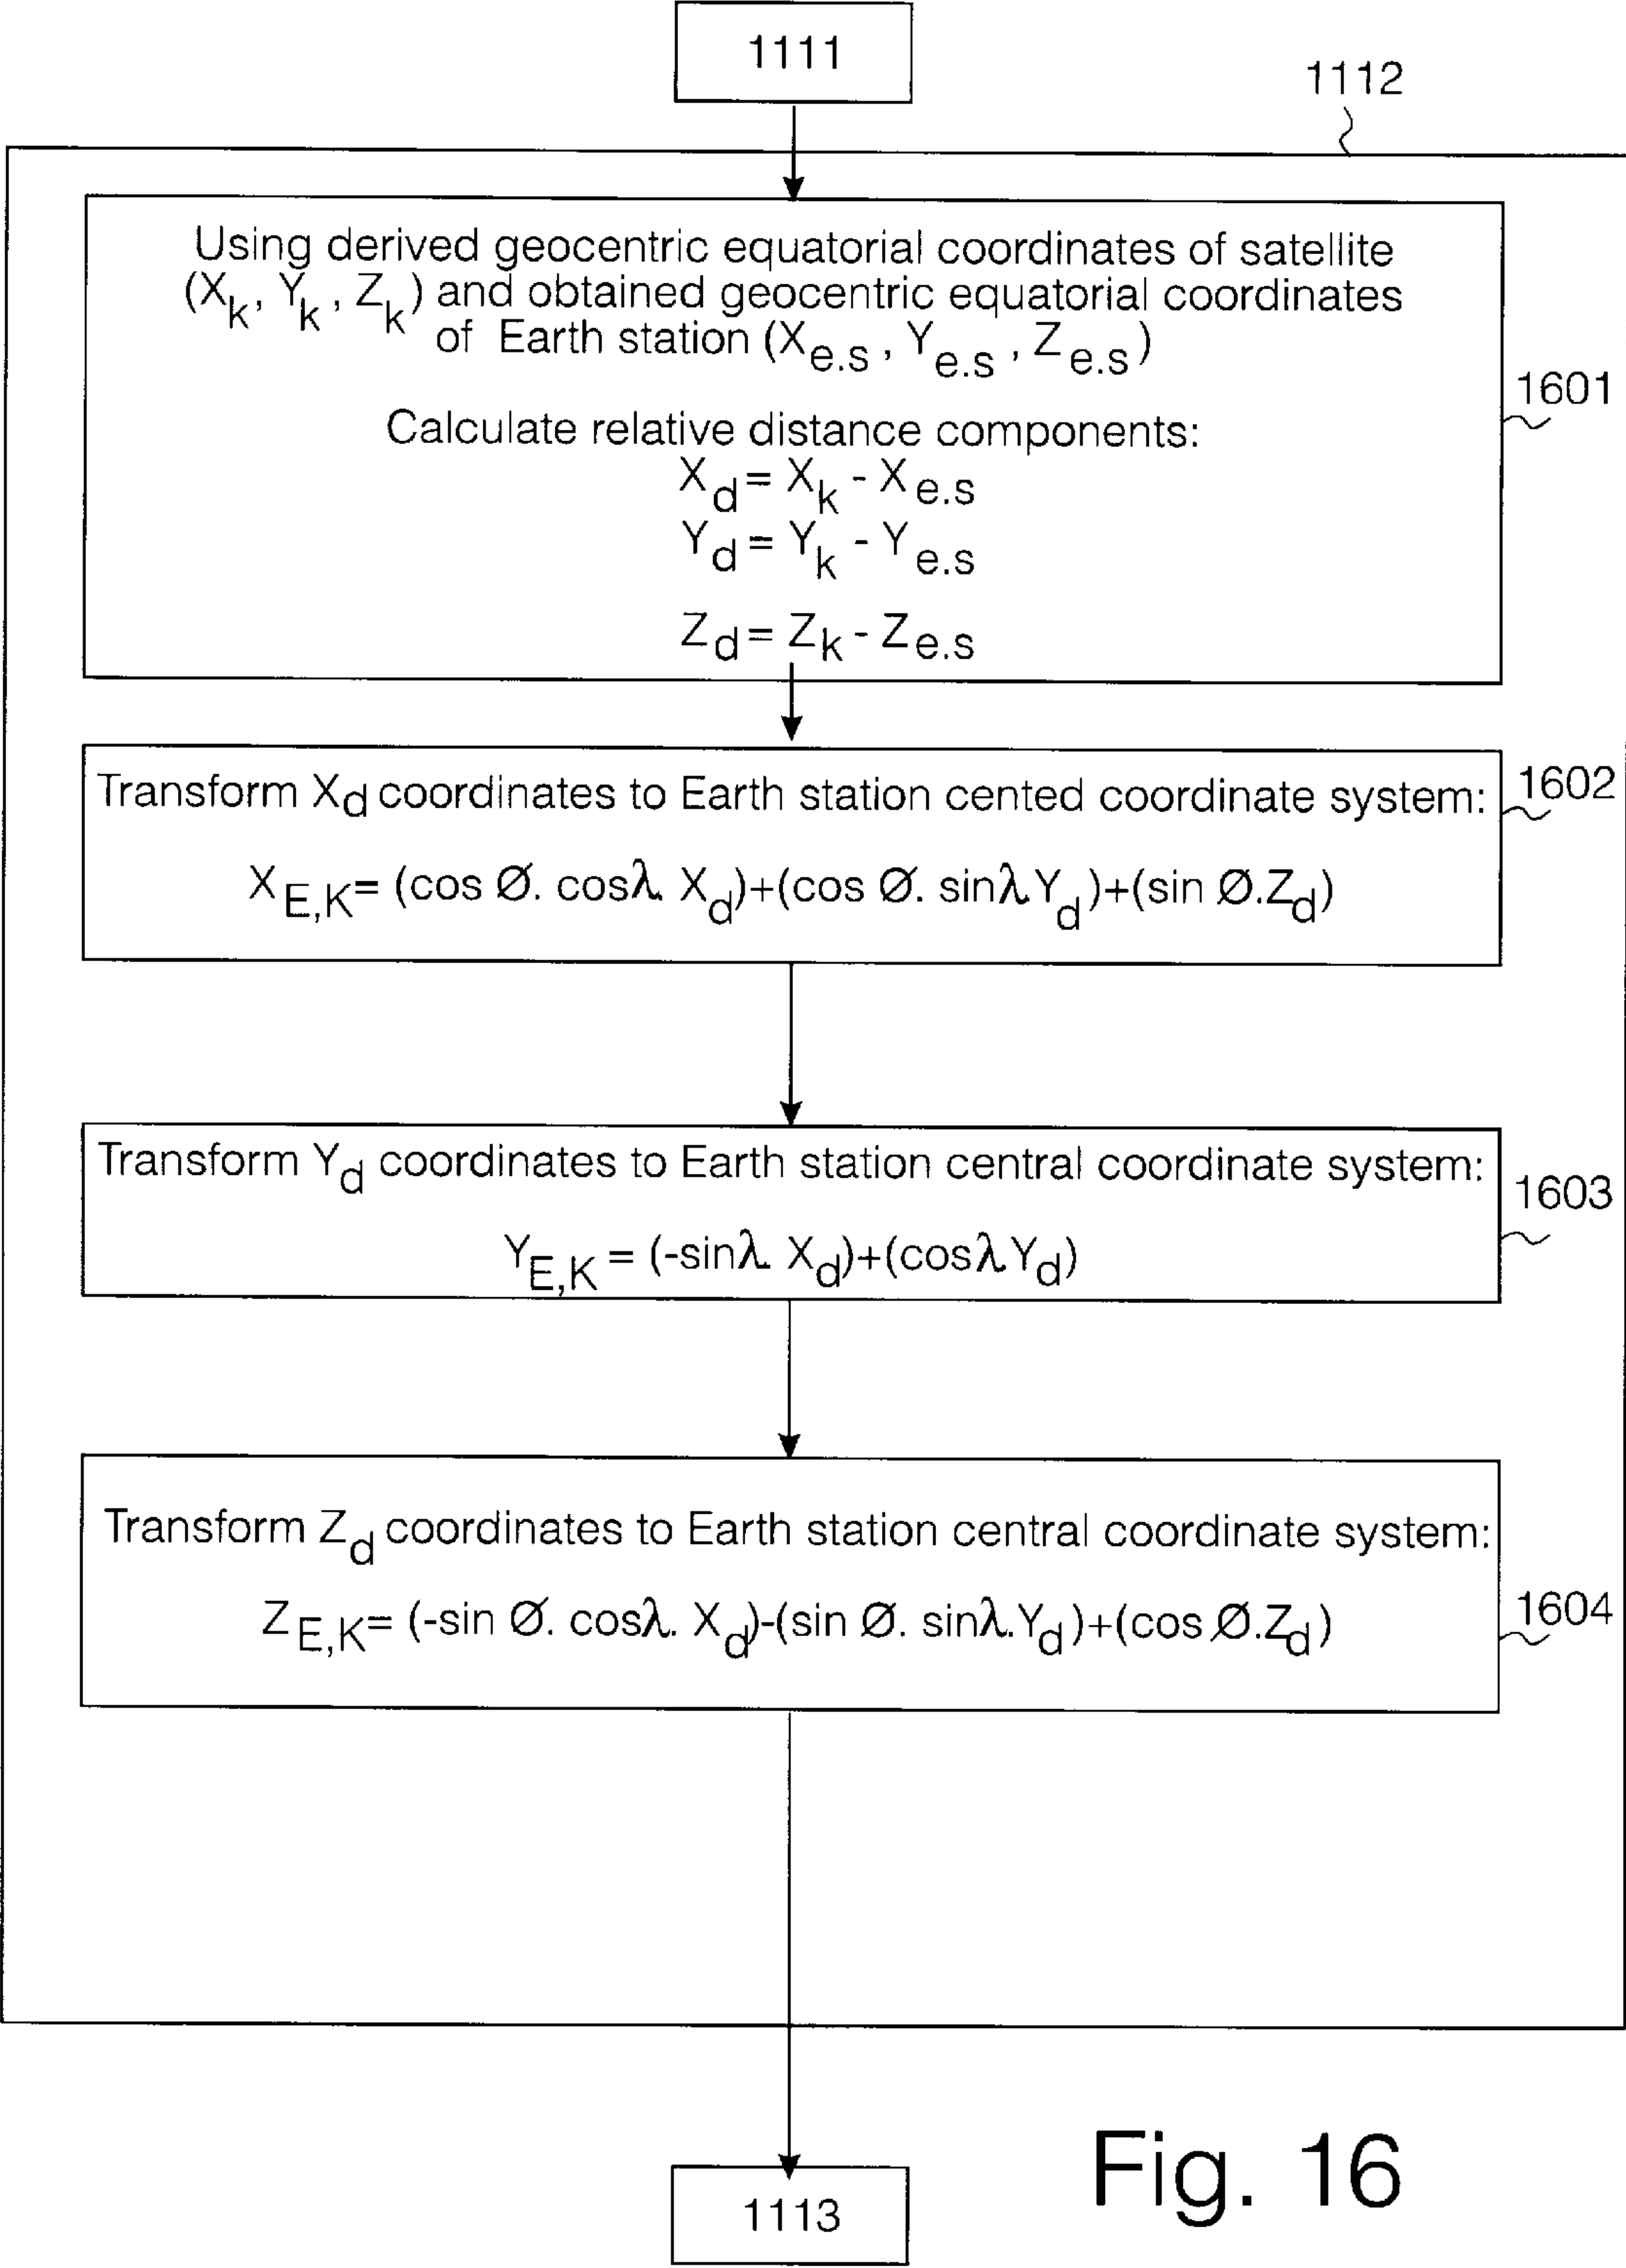 1111
1112
Using derived geocentric equatorial coordinates of satellite
(Xk, Yk, Zk) and obtained geocentric equatorial coordinates
of Earth station (Xe.s, Ye.s, Ze.s)
1601
Calculate relative distance components:
Xd = Xk - Xe.s
Yd = Yk - Ye.s
Zd = Zk - Ze.s
Transform Xd coordinates to Earth station cented coordinate system:
1602
XE,K= (cos Ø. cosλ. Xd)+(cos Ø. sinλ.Yd)+(sin Ø.Zd)
Transform Yd coordinates to Earth station central coordinate system:
1603
YE,K = (-sinλ. Xd)+(cosλ.Yd)
Transform Zd coordinates to Earth station central coordinate system:
1604
ZE,K= (-sin Ø. cosλ. Xd)-(sin Ø. sinλ.Yd)+(cos Ø.Zd)
1113
Fig. 16